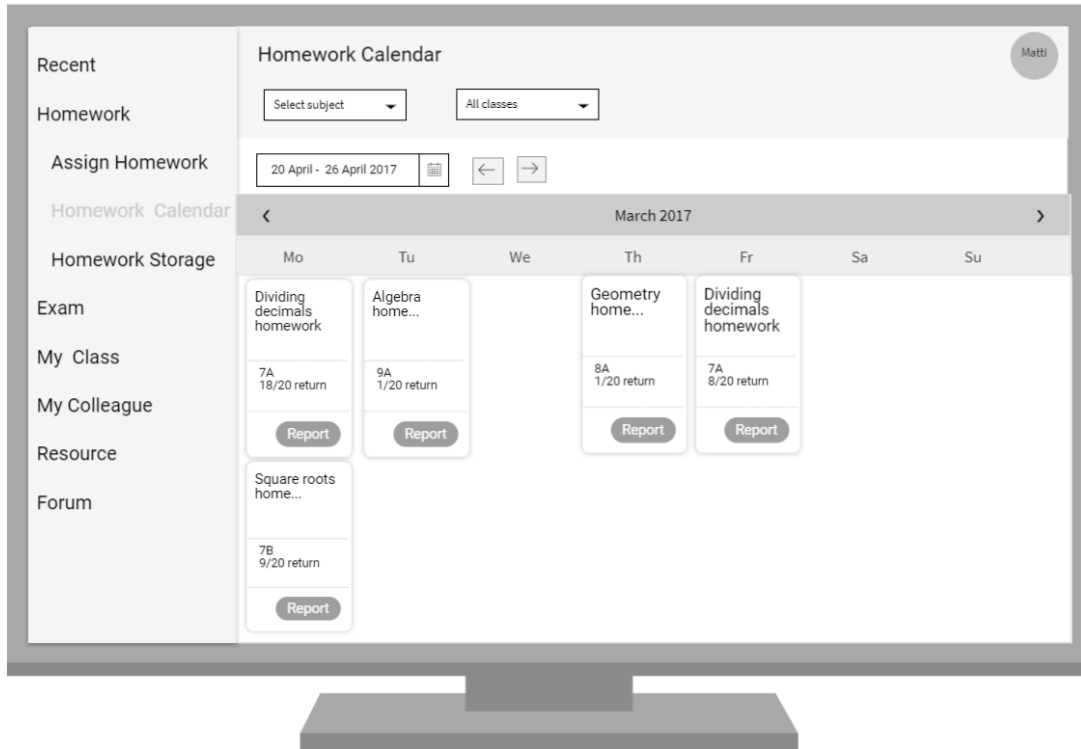 Recent
Homework
Assign Homework
Homework Calendar
Homework Storage
Exam
My Class
My Colleague
Resource
Forum
Homework Calendar
Matti
Select subject
All classes
20 April - 26 April 2017
March 2017
Mo Tu We Th Fr Sa Su
Dividing
decimals
homework
7A
18/20 return
Report
Square roots
home...
7B
9/20 return
Report
Algebra
home...
9A
1/20 return
Report
Geometry
home...
8A
1/20 return
Report
Dividing
decimals
homework
7A
8/20 return
Report